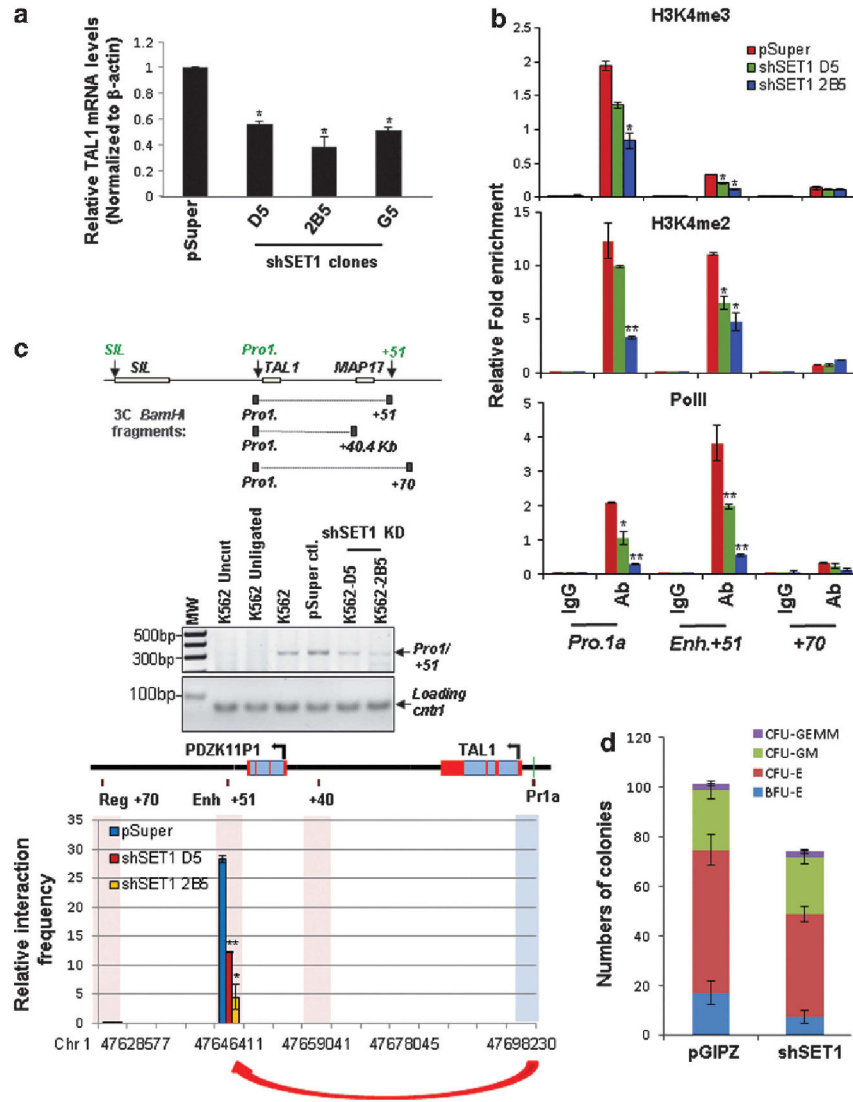 a
Relative TAL1 mRNA levels
(Normalized to β-actin)
1.2
1
0.8
0.6
0.4
0.2
0
*
*
*
pSuper
D5
2B5
G5
shSET1 clones
b
H3K4me3
pSuper
shSET1 D5
shSET1 2B5
2.5
2
1.5
1
0.5
0
*
*
*
H3K4me2
Relative Fold enrichment
15
10
5
0
**
*
*
PolII
5
4
3
2
1
0
*
**
**
**
IgG
Ab
IgG
Ab
IgG
Ab
Pro.1a
Enh.+51
+70
c
SIL
Pro1.
+51
SIL
TAL1
MAP17
3C BamHI
fragments:
Pro1.
+51
Pro1.
+40.4 Kb
Pro1.
+70
shSET1 KD
MW
K562 Uncut
K562 Unligated
K562
pSuper ctl.
K562-D5
K562-2B5
500bp
300bp
Pro1/
+51
100bp
Loading
cntrl
PDZK11P1
TAL1
Reg +70
Enh +51
+40
Pr1a
Relative interaction
frequency
35
30
25
20
15
10
5
0
pSuper
shSET1 D5
shSET1 2B5
**
*
Chr 1 47628577 47646411 47659041 47678045 47698230
d
Numbers of colonies
120
100
80
60
40
20
0
CFU-GEMM
CFU-GM
CFU-E
BFU-E
pGIPZ
shSET1